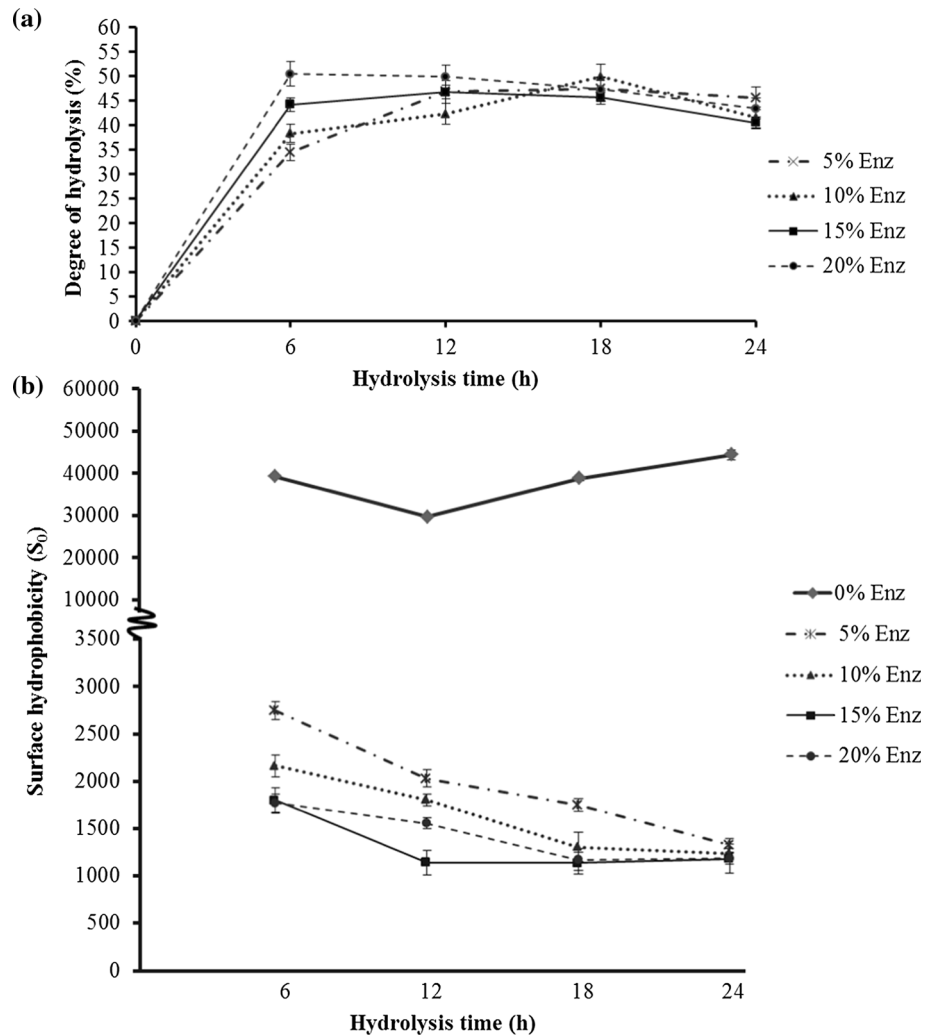 (a)
60
55
50
45
40
35
30
25
20
15
10
5
0
Degree of hydrolysis (%)
0 6 12 18 24
Hydrolysis time (h)
5% Enz
10% Enz
15% Enz
20% Enz
(b)
60000
50000
40000
30000
20000
10000
3500
3000
2500
2000
1500
1000
500
0
Surface hydrophobicity (S₀)
6 12 18 24
Hydrolysis time (h)
0% Enz
5% Enz
10% Enz
15% Enz
20% Enz